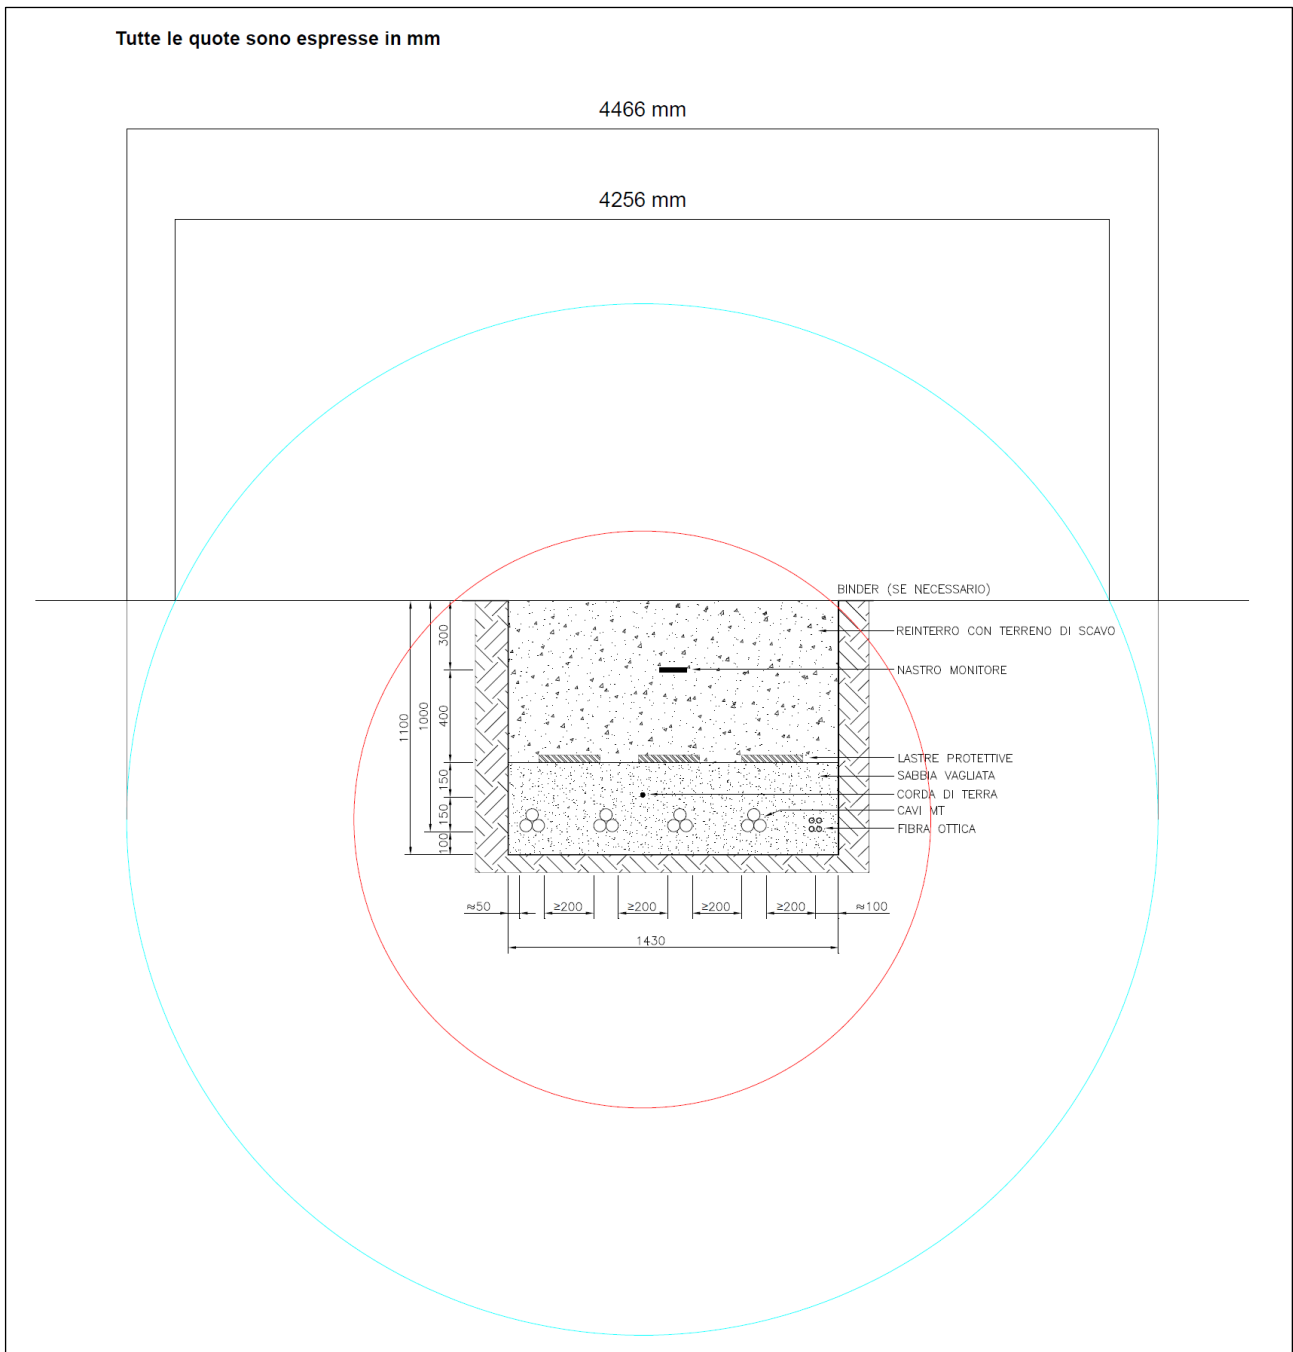 Tutte le quote sono espresse in mm
4466 mm
4256 mm
BINDER (SE NECESSARIO)
REINTERRO CON TERRENO DI SCAVO
NASTRO MONITORE
LASTRE PROTETTIVE
SABBIA VAGLIATA
CORDA DI TERRA
CAVI MT
FIBRA OTTICA
1100
1000
300
400
150
150
100
≈50
≥200
≥200
≥200
≥200
≈100
1430